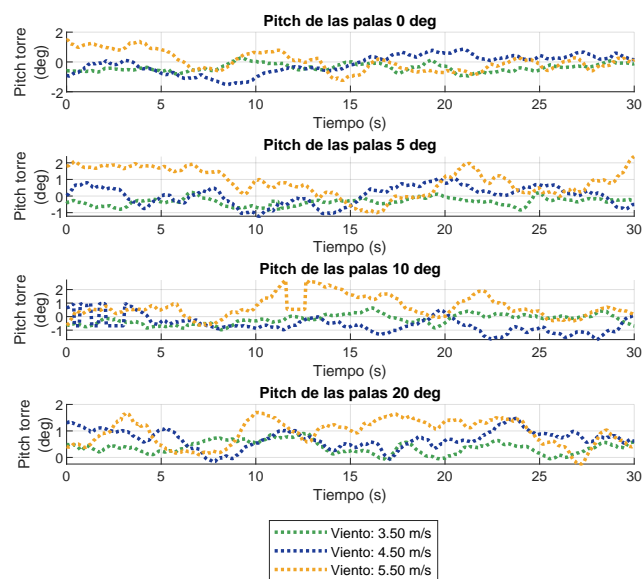 Pitch de las palas 0 deg
Pitch torre
(deg)
0
-2
0 5 10 15 20 25 30
Tiempo (s)
Pitch de las palas 5 deg
Pitch torre
(deg)
2
1
0
-1
0 5 10 15 20 25 30
Tiempo (s)
Pitch de las palas 10 deg
Pitch torre
(deg)
2
1
0
-1
0 5 10 15 20 25 30
Tiempo (s)
Pitch de las palas 20 deg
Pitch torre
(deg)
2
1
0
0 5 10 15 20 25 30
Tiempo (s)
Viento: 3.50 m/s
Viento: 4.50 m/s
Viento: 5.50 m/s